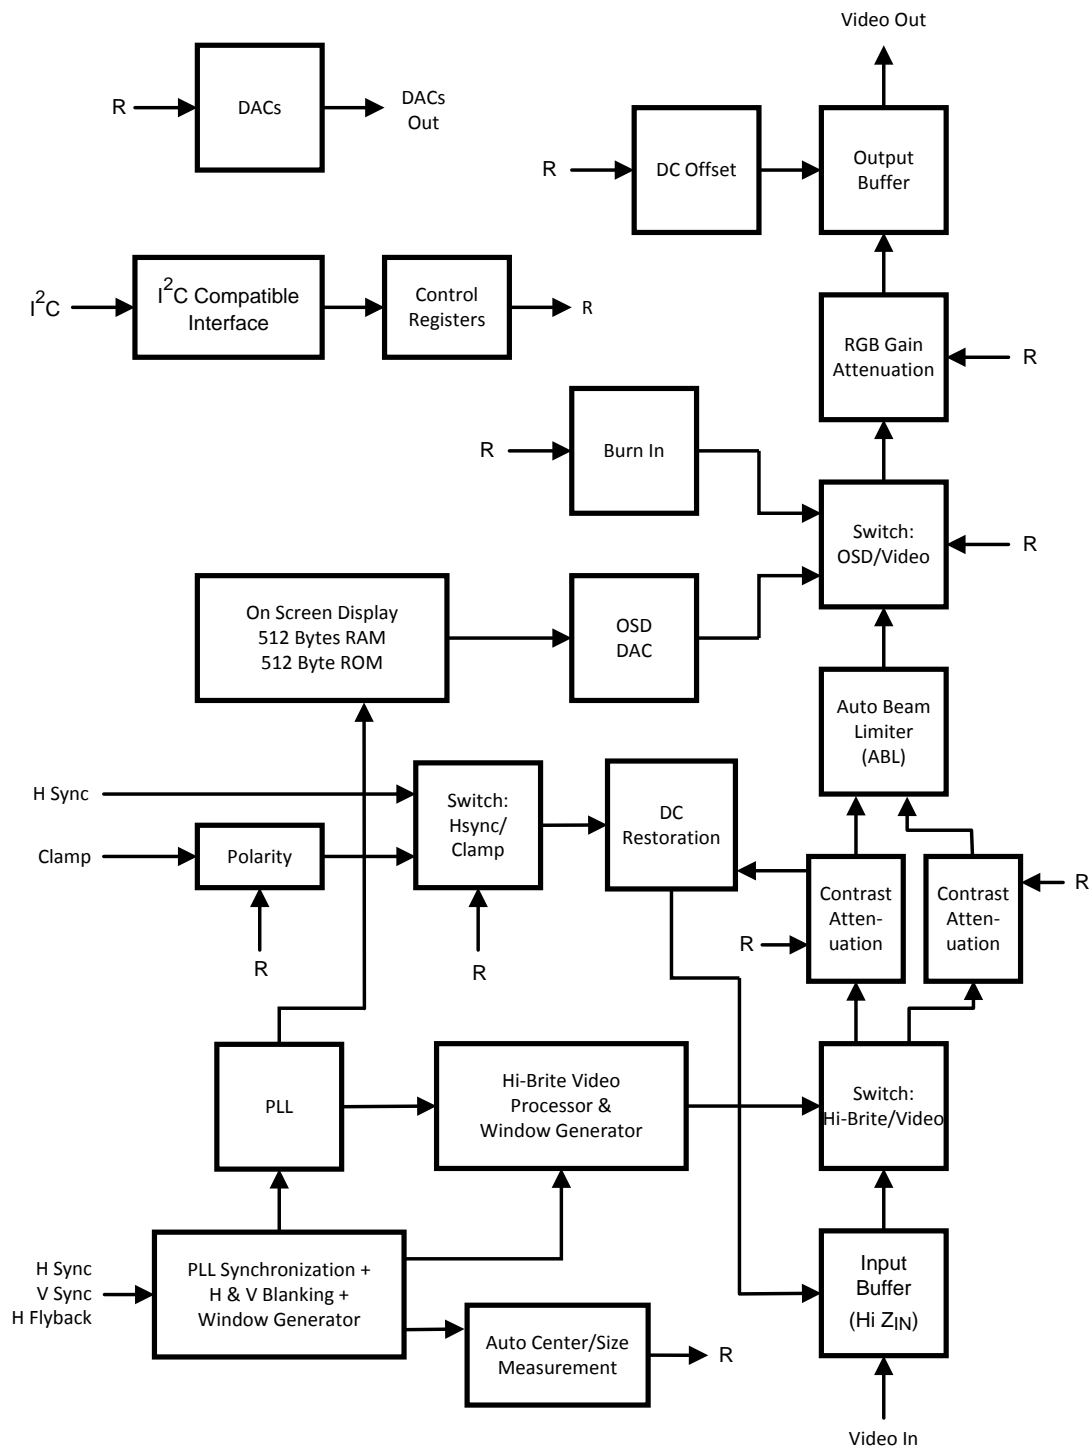 Video Out
R
DACs
DACs
Out
R
DC Offset
Output
Buffer
I²C
I²C Compatible
Interface
Control
Registers
R
RGB Gain
Attenuation
R
R
Burn In
Switch:
OSD/Video
R
On Screen Display
512 Bytes RAM
512 Byte ROM
OSD
DAC
Auto Beam
Limiter
(ABL)
H Sync
Clamp
Polarity
R
Switch:
Hsync/
Clamp
R
DC
Restoration
R
Contrast
Atten-
uation
Contrast
Atten-
uation
R
PLL
Hi-Brite Video
Processor &
Window Generator
Switch:
Hi-Brite/Video
H Sync
V Sync
H Flyback
PLL Synchronization +
H & V Blanking +
Window Generator
Auto Center/Size
Measurement
R
Input
Buffer
(Hi ZIN)
Video In